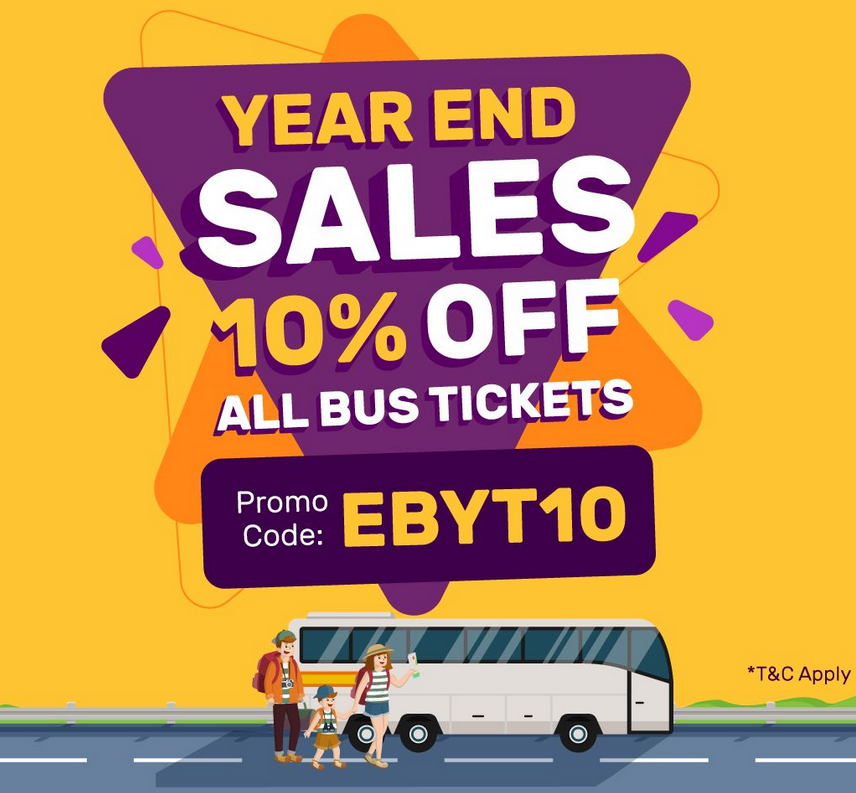 YEAR END
SALES
10% OFF
ALL BUS TICKETS
Promo
Code:
EBYT10
*T&C Apply